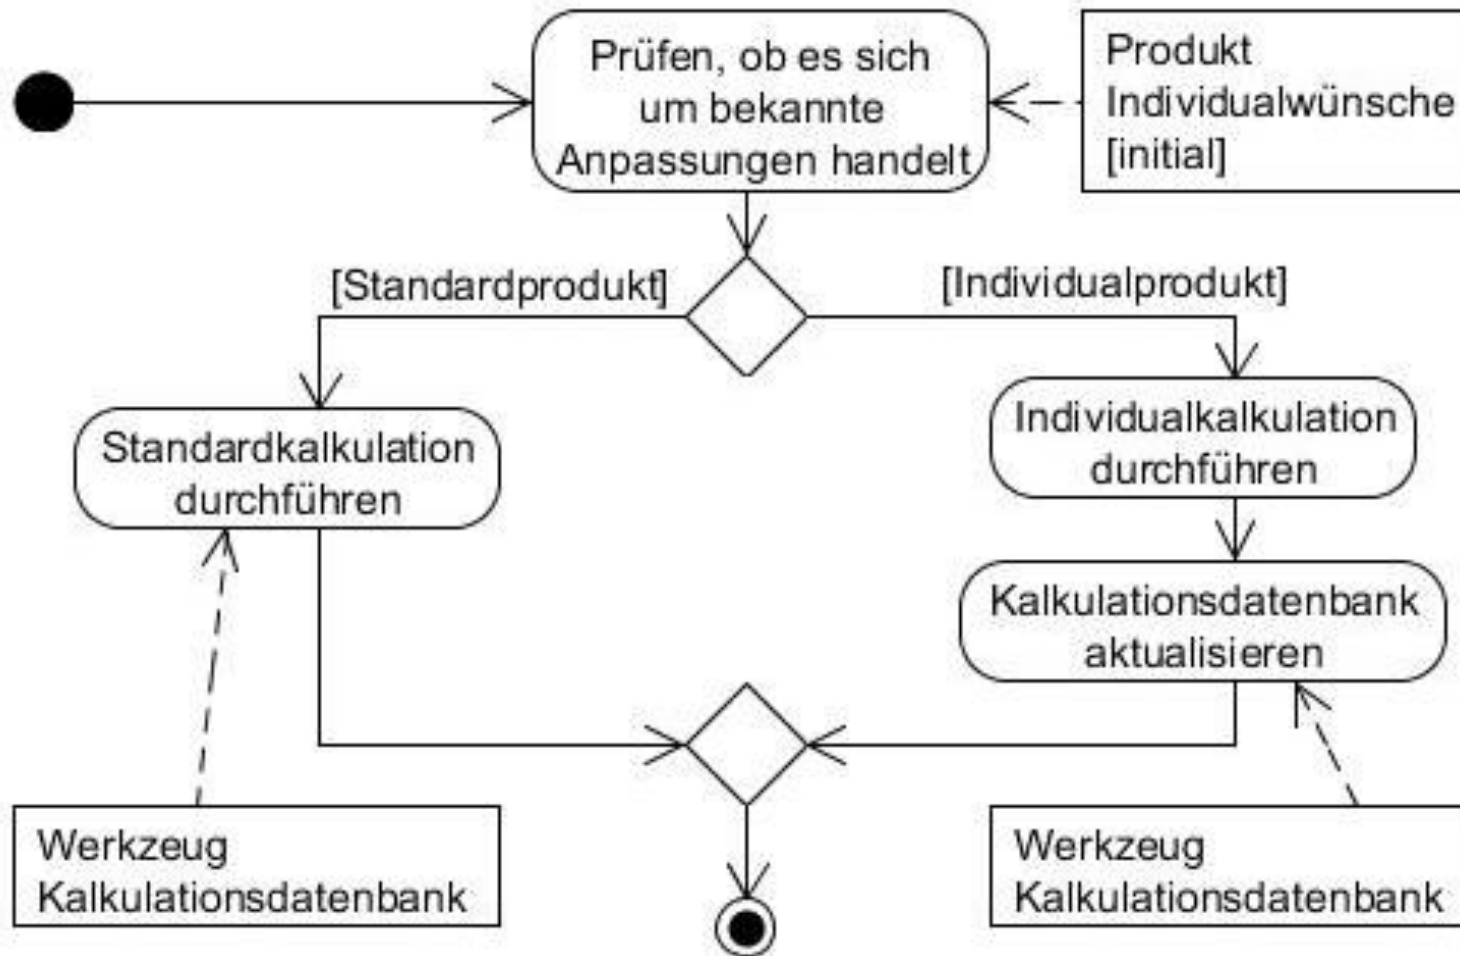 Prüfen, ob es sich
um bekannte
Anpassungen handelt
Produkt
Individualwünsche
[initial]
[Standardprodukt]
[Individualprodukt]
Standardkalkulation
durchführen
Individualkalkulation
durchführen
Kalkulationsdatenbank
aktualisieren
Werkzeug
Kalkulationsdatenbank
Werkzeug
Kalkulationsdatenbank